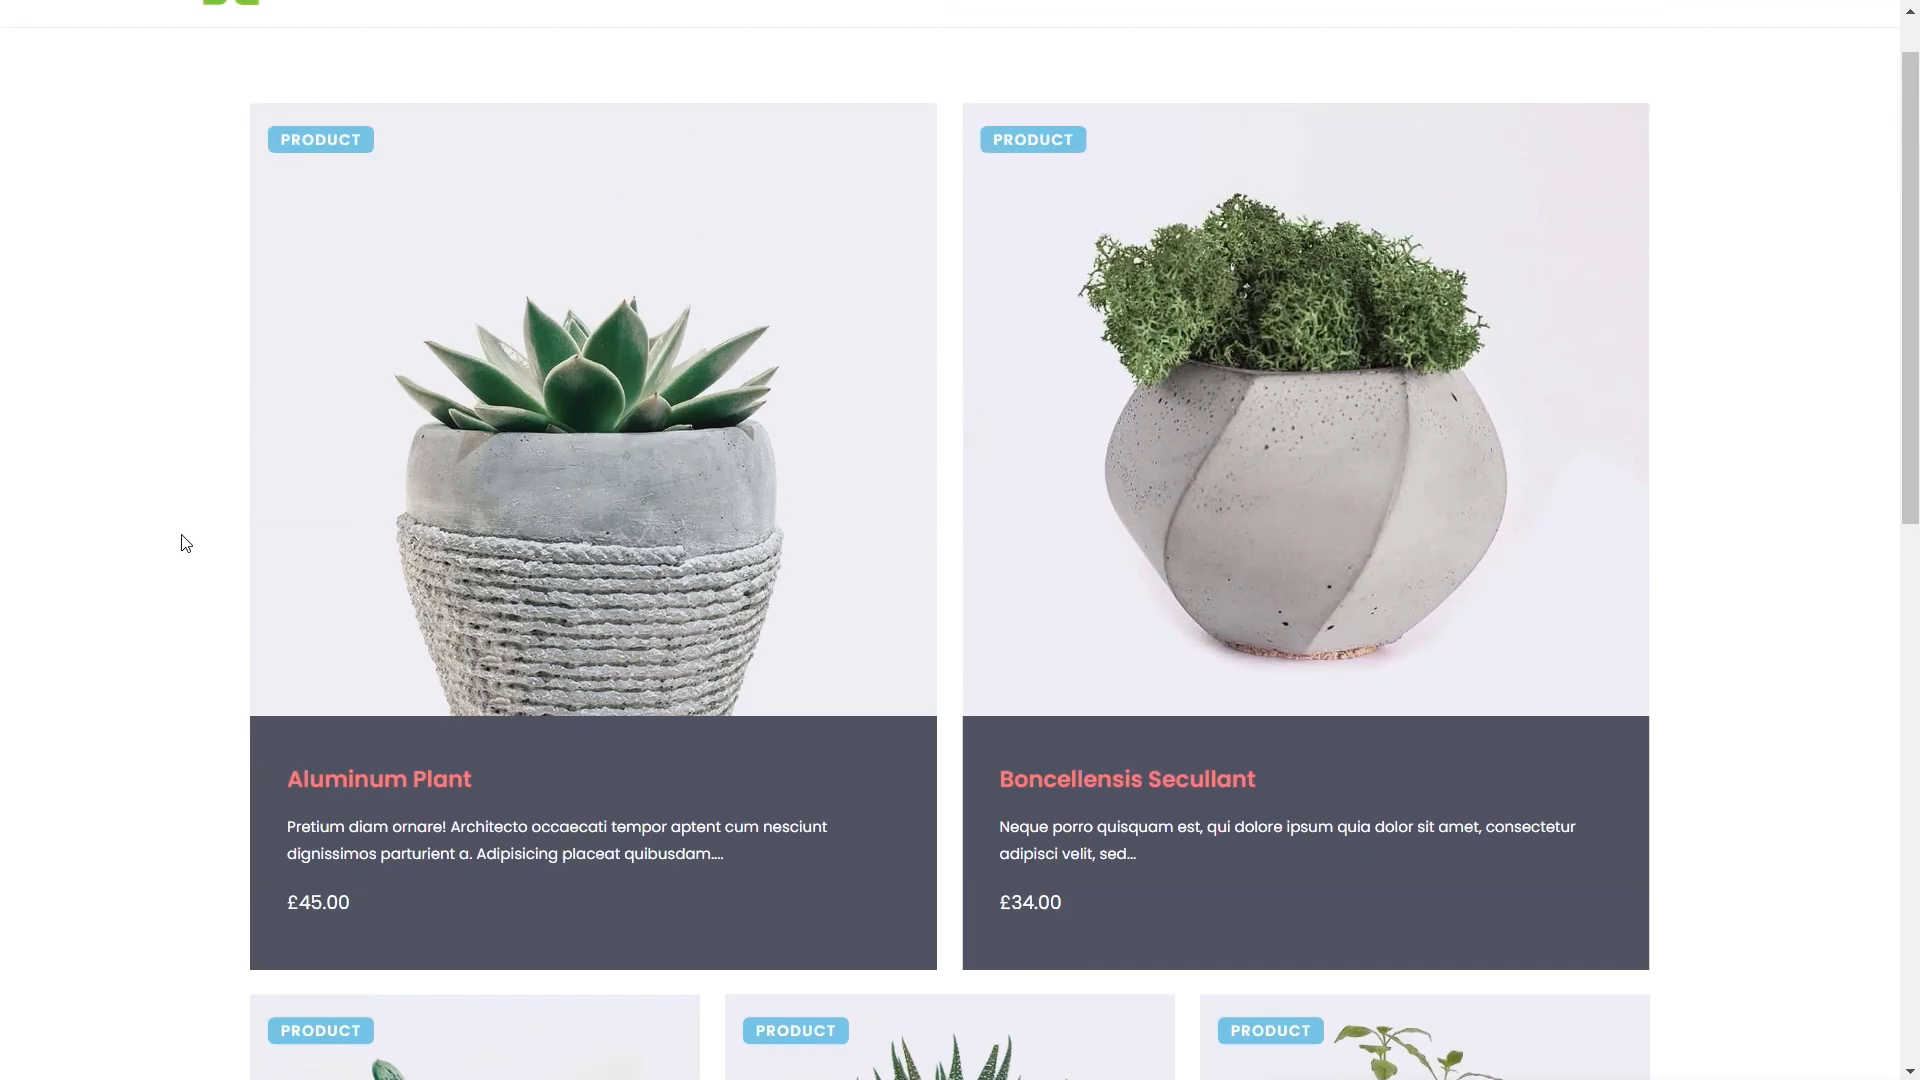 PRODUCT
PRODUCT
Aluminum Plant
Pretium diam ornare! Architecto occaecati tempor aptent cum nesciunt
dignissimos parturient a. Adipisicing placeat quibusdam....
£45.00
Boncellensis Secullant
Neque porro quisquam est, qui dolore ipsum quia dolor sit amet, consectetur
adipisci velit, sed...
£34.00
PRODUCT
PRODUCT
PRODUCT